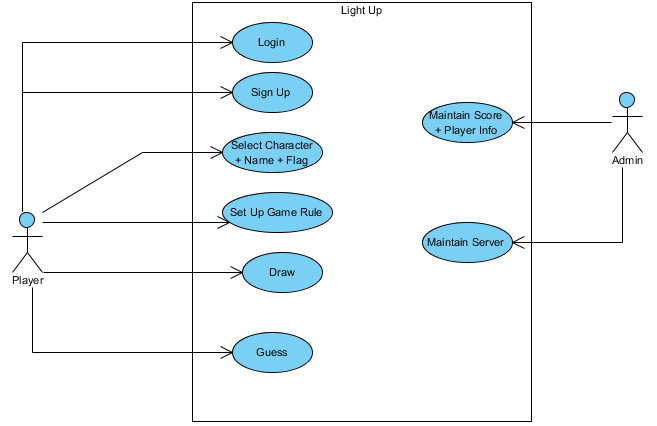 Light Up
Login
Sign Up
Select Character
+ Name + Flag
Set Up Game Rule
Draw
Guess
Player
Maintain Score
+ Player Info
Maintain Server
Admin